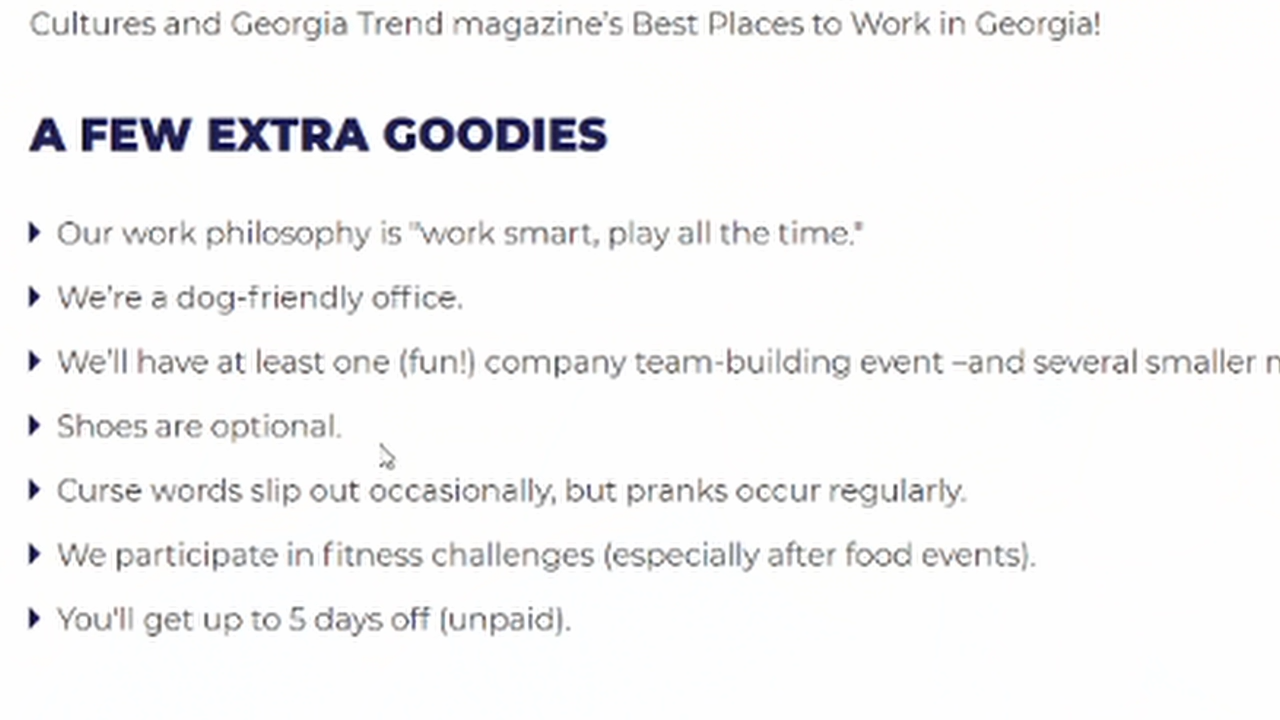 Cultures and Georgia Trend magazine's Best Places to Work in Georgia!
A FEW EXTRA GOODIES
Our work philosophy is "work smart, play all the time."
We're a dog-friendly office.
We'll have at least one (fun!) company team-building event –and several smaller
Shoes are optional.
Curse words slip out occasionally, but pranks occur regularly.
We participate in fitness challenges (especially after food events).
You'll get up to 5 days off (unpaid).